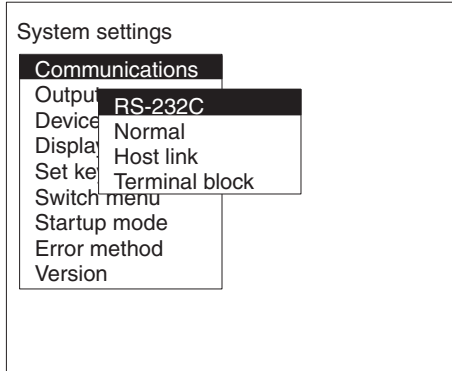 System settings
Communications
Output
RS-232C
Device
Normal
Display
Host link
Set key
Terminal block
Switch menu
Startup mode
Error method
Version